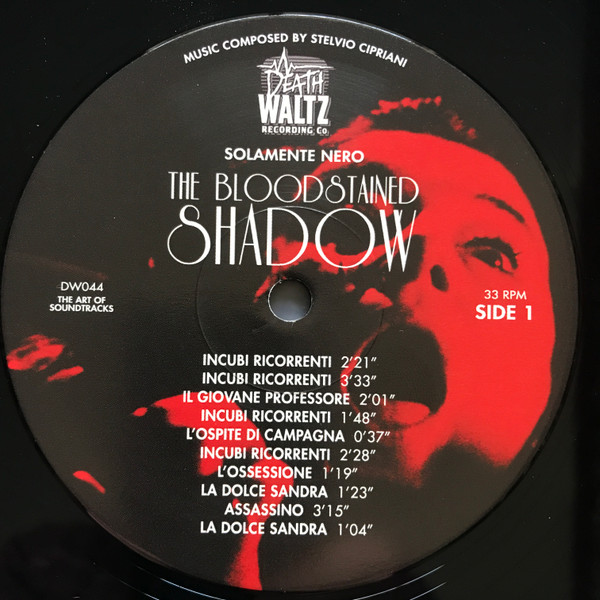 MUSIC COMPOSED BY STELVIO CIPRIANI
DEATH
WALTZ
RECORDING CO
SOLAMENTE NERO
THE BLOODSTAINED
SHADOW
DW044
THE ART OF
SOUNDTRACKS
33 RPM
SIDE 1
INCUBI RICORRENTI 2'21"
INCUBI RICORRENTI 3'33"
IL GIOVANE PROFESSORE 2'01"
INCUBI RICORRENTI 1'48"
L'OSPITE DI CAMPAGNA 0'37"
INCUBI RICORRENTI 2'28"
L'OSSESSIONE 1'19"
LA DOLCE SANDRA 1'23"
ASSASSINO 3'15"
LA DOLCE SANDRA 1'04"